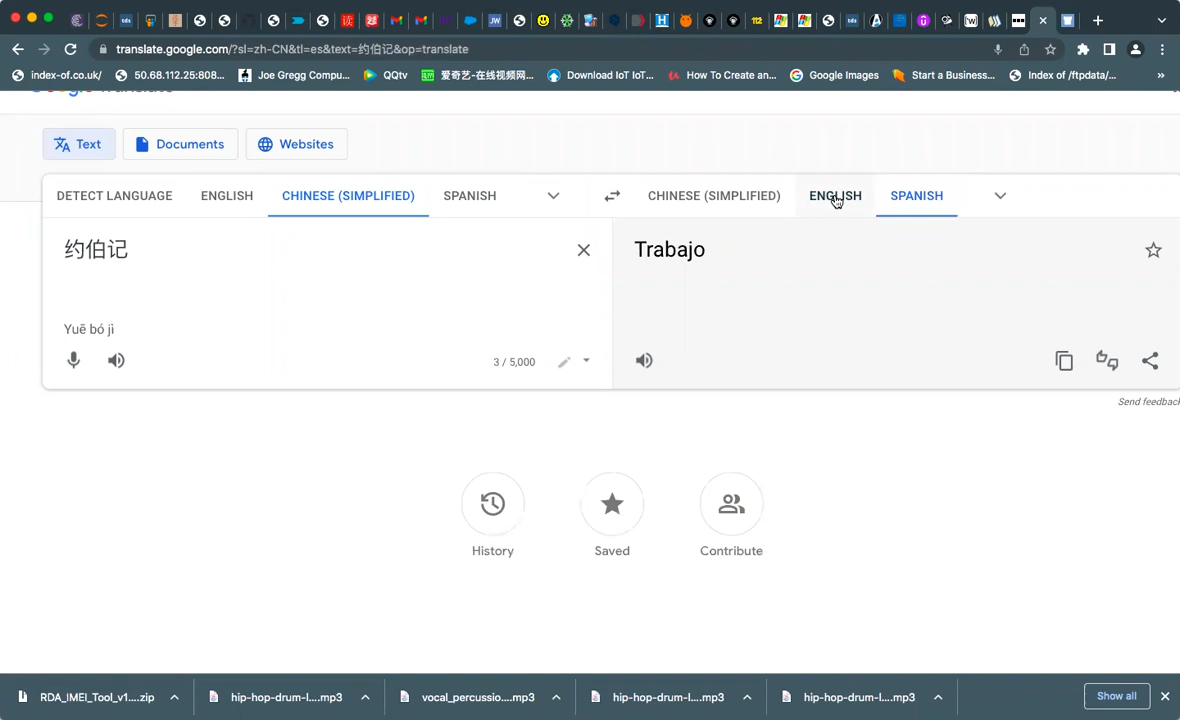 translate.google.com/?sl=zh-CN&tl=es&text=约伯记&op=translate
index-of.co.uk/ 50.68.112.25:808... Joe Gregg Compu... QQtv 爱奇艺-在线视频网... Download IoT IoT... How To Create an... Google Images Start a Business... Index of /ftpdata/... »
Text Documents Websites
DETECT LANGUAGE ENGLISH CHINESE (SIMPLIFIED) SPANISH CHINESE (SIMPLIFIED) ENGLISH SPANISH
约伯记 Trabajo
Yuē bó jì
3 / 5,000
Send feedback
History Saved Contribute
RDA_IMEI_Tool_v1....zip hip-hop-drum-l....mp3 vocal_percussio....mp3 hip-hop-drum-l....mp3 hip-hop-drum-l....mp3 Show all